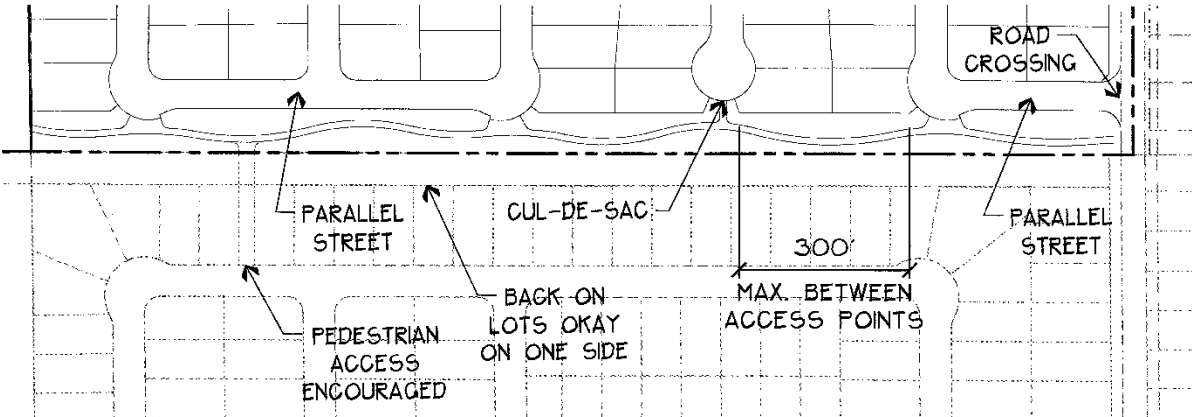 ROAD
CROSSING
PARALLEL
STREET
CUL-DE-SAC
PARALLEL
STREET
300'
MAX. BETWEEN
ACCESS POINTS
BACK ON
LOTS OKAY
ON ONE SIDE
PEDESTRIAN
ACCESS
ENCOURAGED